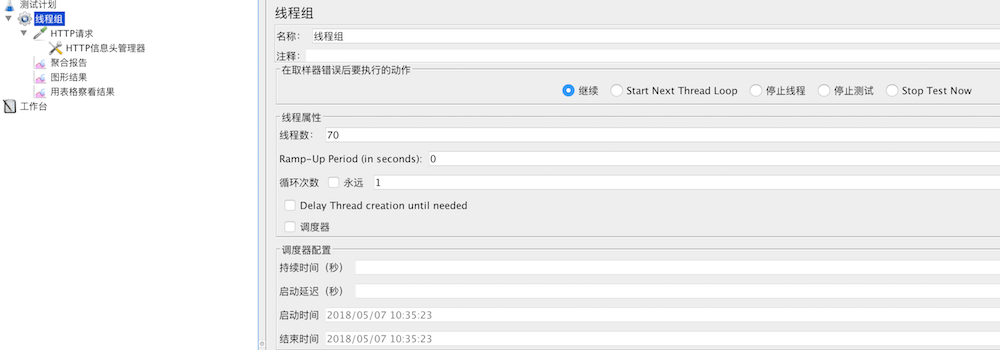 测试计划
线程组
HTTP请求
HTTP信息头管理器
聚合报告
图形结果
用表格察看结果
工作台
线程组
名称： 线程组
注释：
在取样器错误后要执行的动作
继续 Start Next Thread Loop 停止线程 停止测试 Stop Test Now
线程属性
线程数： 70
Ramp-Up Period (in seconds): 0
循环次数 永远 1
Delay Thread creation until needed
调度器
调度器配置
持续时间（秒）
启动延迟（秒）
启动时间 2018/05/07 10:35:23
结束时间 2018/05/07 10:35:23